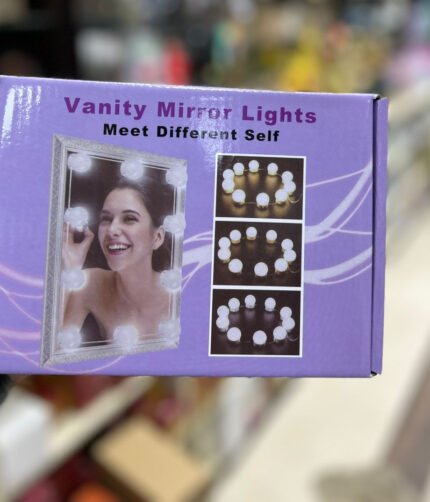 Vanity Mirror Lights
Meet Different Self